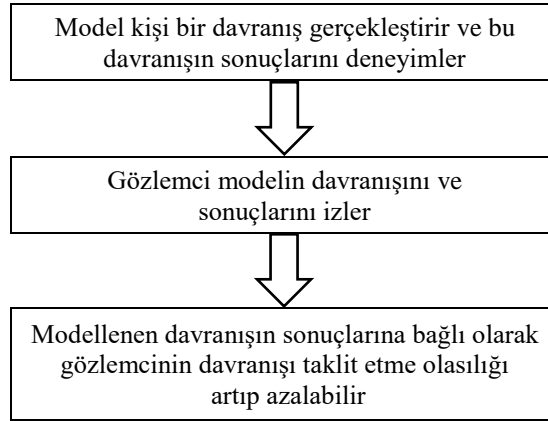 Model kişi bir davranış gerçekleştirir ve bu
davranışın sonuçlarını deneyimler
Gözlemci modelin davranışını ve
sonuçlarını izler
Modellenen davranışın sonuçlarına bağlı olarak
gözlemcinin davranışı taklit etme olasılığı
artıp azalabilir